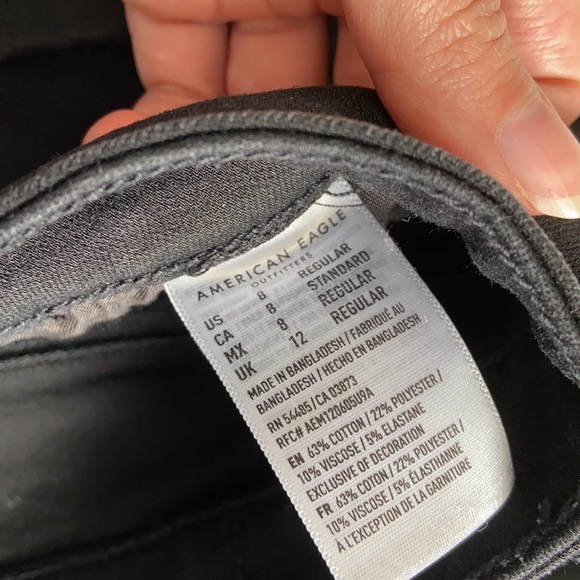 AMERICAN EAGLE
OUTFITTERS
US 8 REGULAR
CA 8 STANDARD
MX 8 REGULAR
UK 12 REGULAR
MADE IN BANGLADESH / FABRIQUÉ AU
BANGLADESH / HECHO EN BANGLADESH
RN 54485 / CA 03873
RFC# AEM120605U9A
EN 63% COTTON / 22% POLYESTER /
10% VISCOSE / 5% ELASTANE
EXCLUSIVE OF DECORATION
FR 63% COTON / 22% POLYESTER /
10% VISCOSE / 5% ÉLASTHANNE
À L'EXCEPTION DE LA GARNITURE